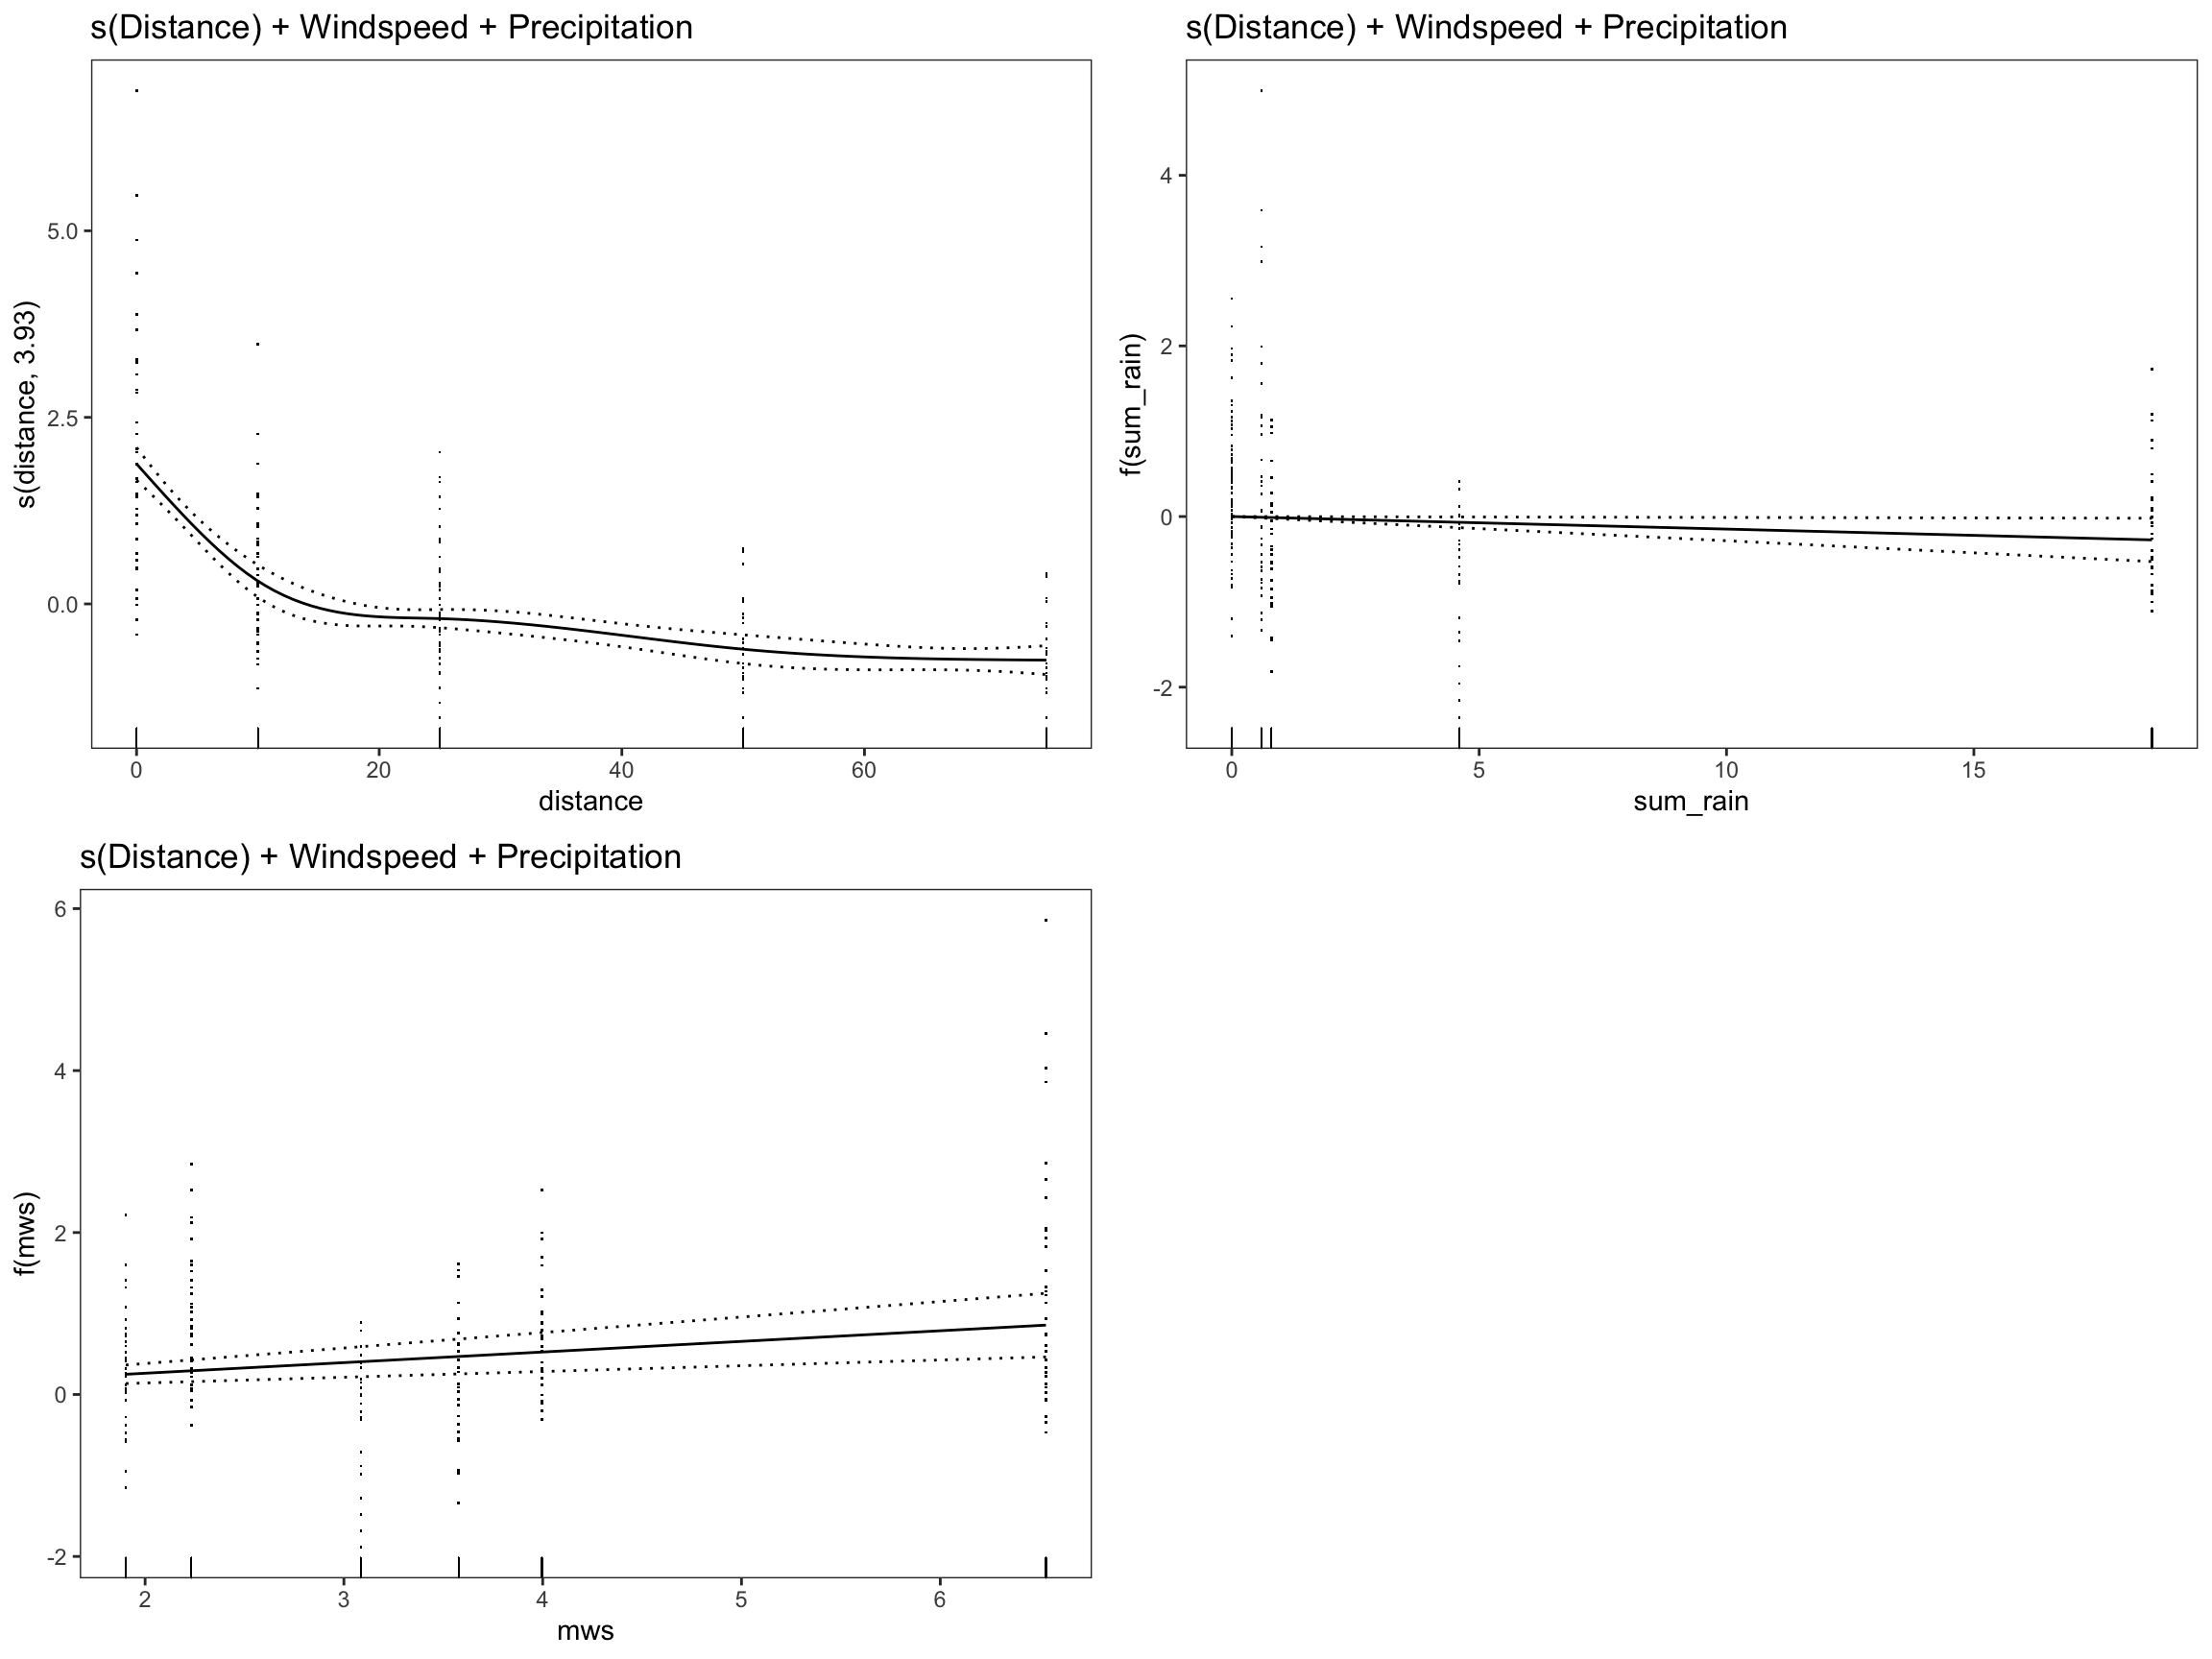 s(Distance) + Windspeed + Precipitation
s(distance, 3.93)
5.0
2.5
0.0
0 20 40 60
distance
s(Distance) + Windspeed + Precipitation
f(sum_rain)
4
2
0
-2
0 5 10 15
sum_rain
s(Distance) + Windspeed + Precipitation
f(mws)
6
4
2
0
-2
2 3 4 5 6
mws